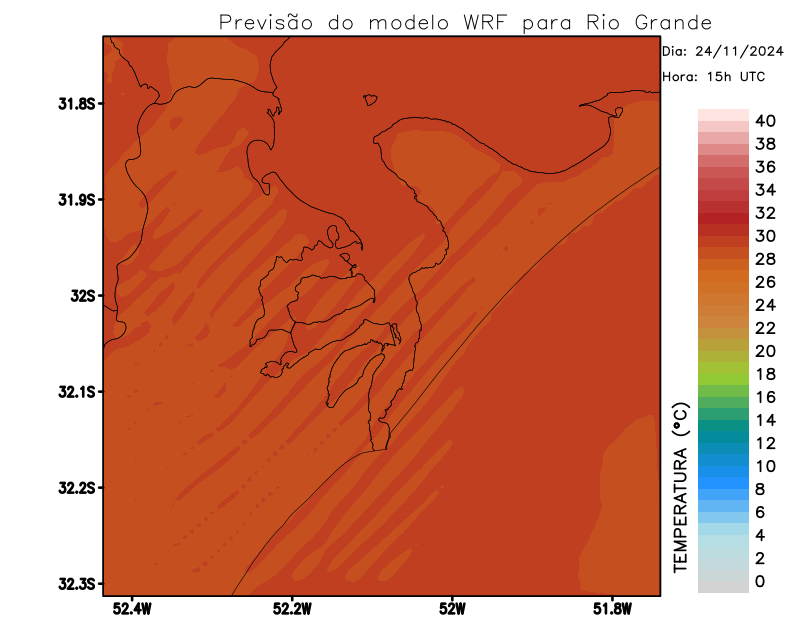 Previsão do modelo WRF para Rio Grande
Dia: 24/11/2024
Hora: 15h UTC
31.8S
31.9S
32S
32.1S
32.2S
32.3S
52.4W
52.2W
52W
51.8W
TEMPERATURA (°C)
40
38
36
34
32
30
28
26
24
22
20
18
16
14
12
10
8
6
4
2
0